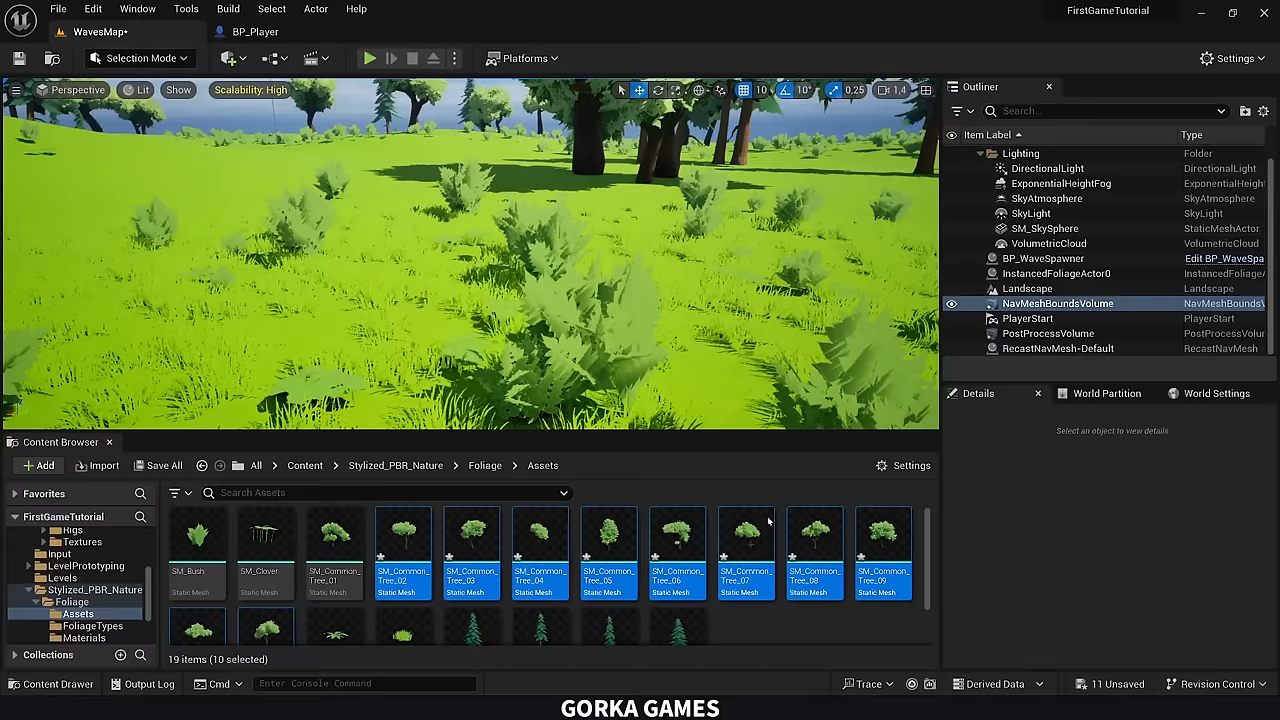 File Edit Window Tools Build Select Actor Help
FirstGameTutorial
WavesMap*
BP_Player
Selection Mode
Platforms
Settings
Perspective
Lit
Show
Scalability: High
10
10°
0,25
1,4
Outliner
Search...
Item Label
Type
Lighting
Folder
DirectionalLight
DirectionalLight
ExponentialHeightFog
ExponentialHeight
SkyAtmosphere
SkyAtmosphere
SkyLight
SkyLight
SM_SkySphere
StaticMeshActor
VolumetricCloud
VolumetricCloud
BP_WaveSpawner
Edit BP_WaveSpa
InstancedFoliageActor0
InstancedFoliage
Landscape
Landscape
NavMeshBoundsVolume
NavMeshBounds
PlayerStart
PlayerStart
PostProcessVolume
PostProcessVolu
RecastNavMesh-Default
RecastNavMesh
Details
World Partition
World Settings
Select an object to view details.
Content Browser
Add
Import
Save All
All
Content
Stylized_PBR_Nature
Foliage
Assets
Settings
Favorites
Search Assets
FirstGameTutorial
Rigs
Textures
Input
LevelPrototyping
Levels
Stylized_PBR_Nature
Foliage
Assets
FoliageTypes
Materials
Collections
SM_Bush
Static Mesh
SM_Clover
Static Mesh
SM_Common_
Tree_01
Static Mesh
SM_Common_
Tree_02
Static Mesh
SM_Common_
Tree_03
Static Mesh
SM_Common_
Tree_04
Static Mesh
SM_Common_
Tree_05
Static Mesh
SM_Common_
Tree_06
Static Mesh
SM_Common_
Tree_07
Static Mesh
SM_Common_
Tree_08
Static Mesh
SM_Common_
Tree_09
Static Mesh
19 items (10 selected)
Content Drawer
Output Log
Cmd
Enter Console Command
Trace
Derived Data
11 Unsaved
Revision Control
GORKA GAMES